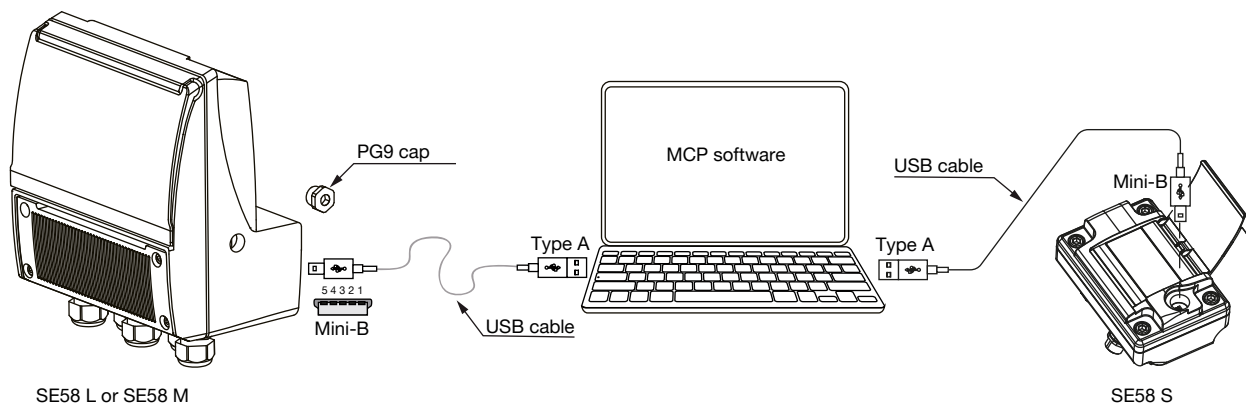 PG9 cap
MCP software
USB cable
Mini-B
Type A
Type A
5 4 3 2 1
Mini-B
USB cable
SE58 L or SE58 M
SE58 S